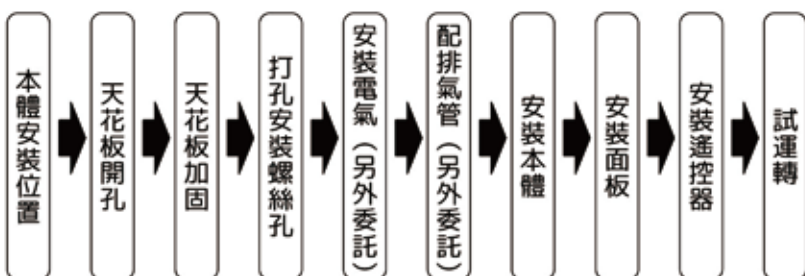 本體安裝位置
天花板開孔
天花板加固
打孔安裝螺絲孔
安裝電氣（另外委託）
配排氣管（另外委託）
安裝本體
安裝面板
安裝遙控器
試運轉